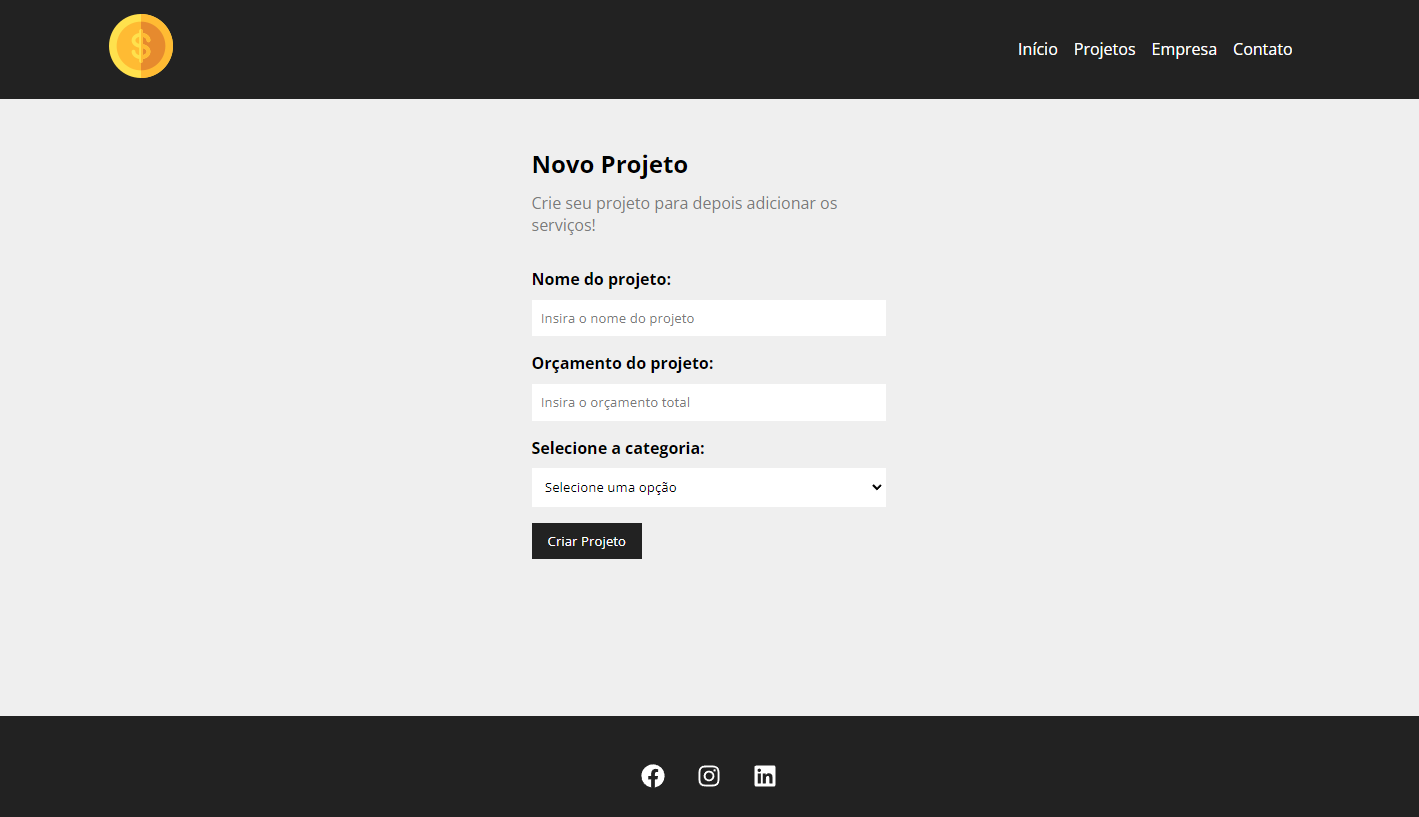 $
Início Projetos Empresa Contato
Novo Projeto
Crie seu projeto para depois adicionar os
serviços!
Nome do projeto:
Insira o nome do projeto
Orçamento do projeto:
Insira o orçamento total
Selecione a categoria:
Selecione uma opção
Criar Projeto